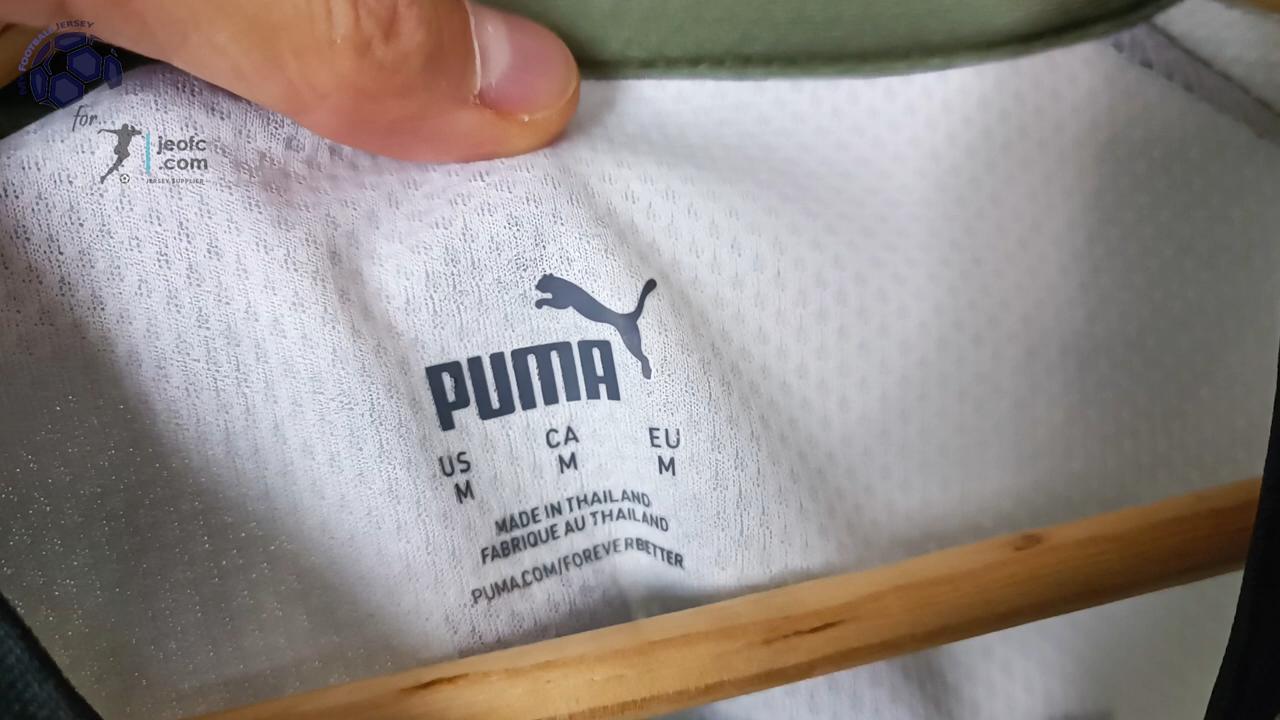 MY FOOTBALL JERSEY
for
jeofc
.com
JERSEY SUPPLIER
PUMA
US CA EU
M M M
MADE IN THAILAND
FABRIQUE AU THAILAND
PUMA.COM/FOREVERBETTER